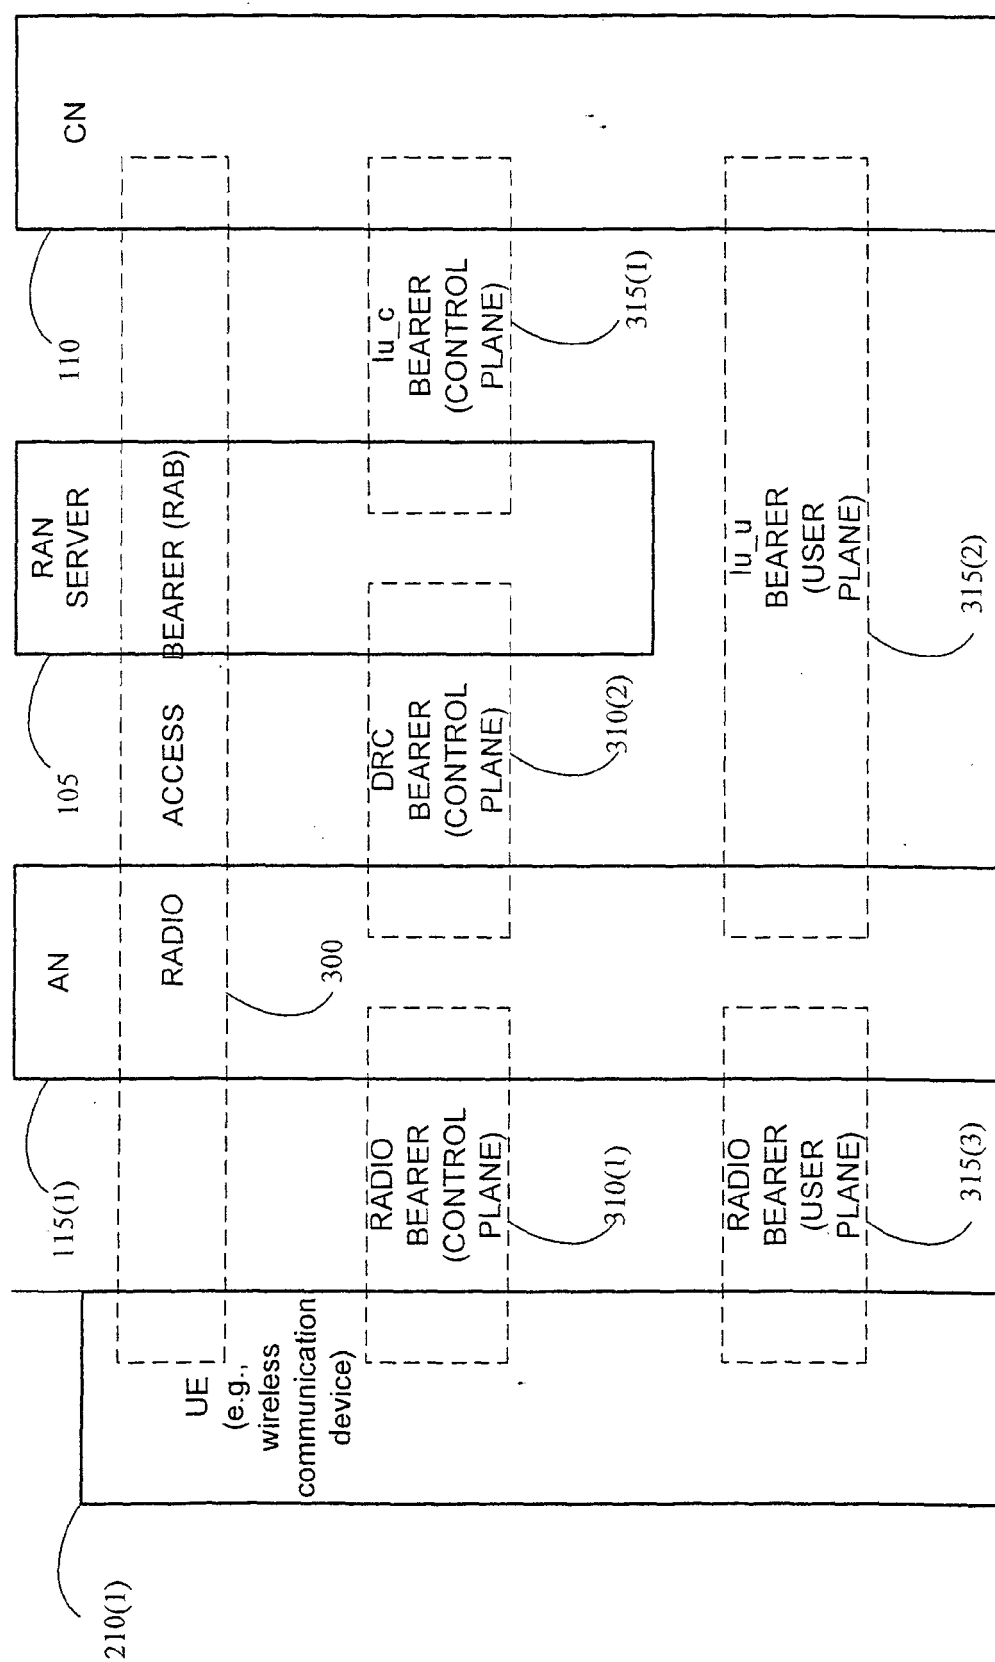 210(1)
UE
(e.g.,
wireless
communication
device)
115(1)
AN
105
RAN
SERVER
110
CN
RADIO ACCESS BEARER (RAB)
300
RADIO
BEARER
(CONTROL
PLANE)
310(1)
DRC
BEARER
(CONTROL
PLANE)
310(2)
Iu_c
BEARER
(CONTROL
PLANE)
315(1)
RADIO
BEARER
(USER
PLANE)
315(3)
Iu_u
BEARER
(USER
PLANE)
315(2)